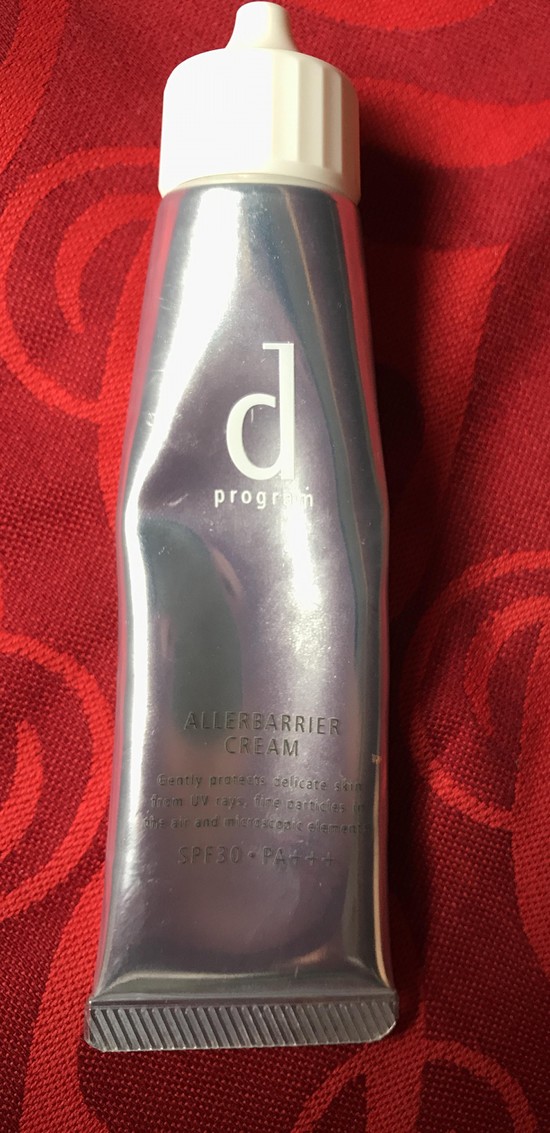 d
program
ALLERBARRIER
CREAM
Gently protects delicate skin
from UV rays, fine particles in
the air and microscopic elements
SPF30・PA+++